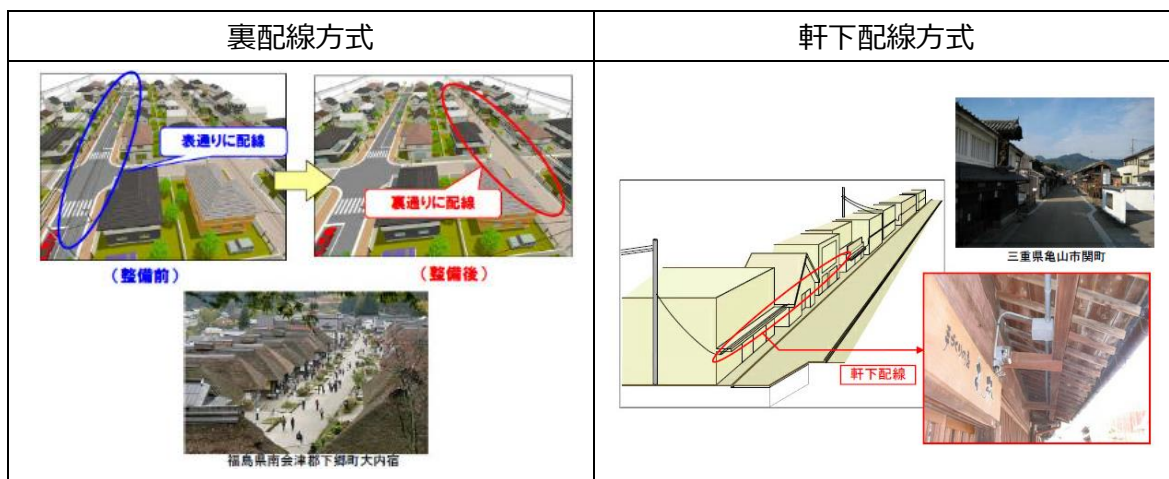 裏配線方式
軒下配線方式
表通りに配線
裏通りに配線
(整備前)
(整備後)
福島県南会津郡下郷町大内宿
三重県亀山市関町
軒下配線